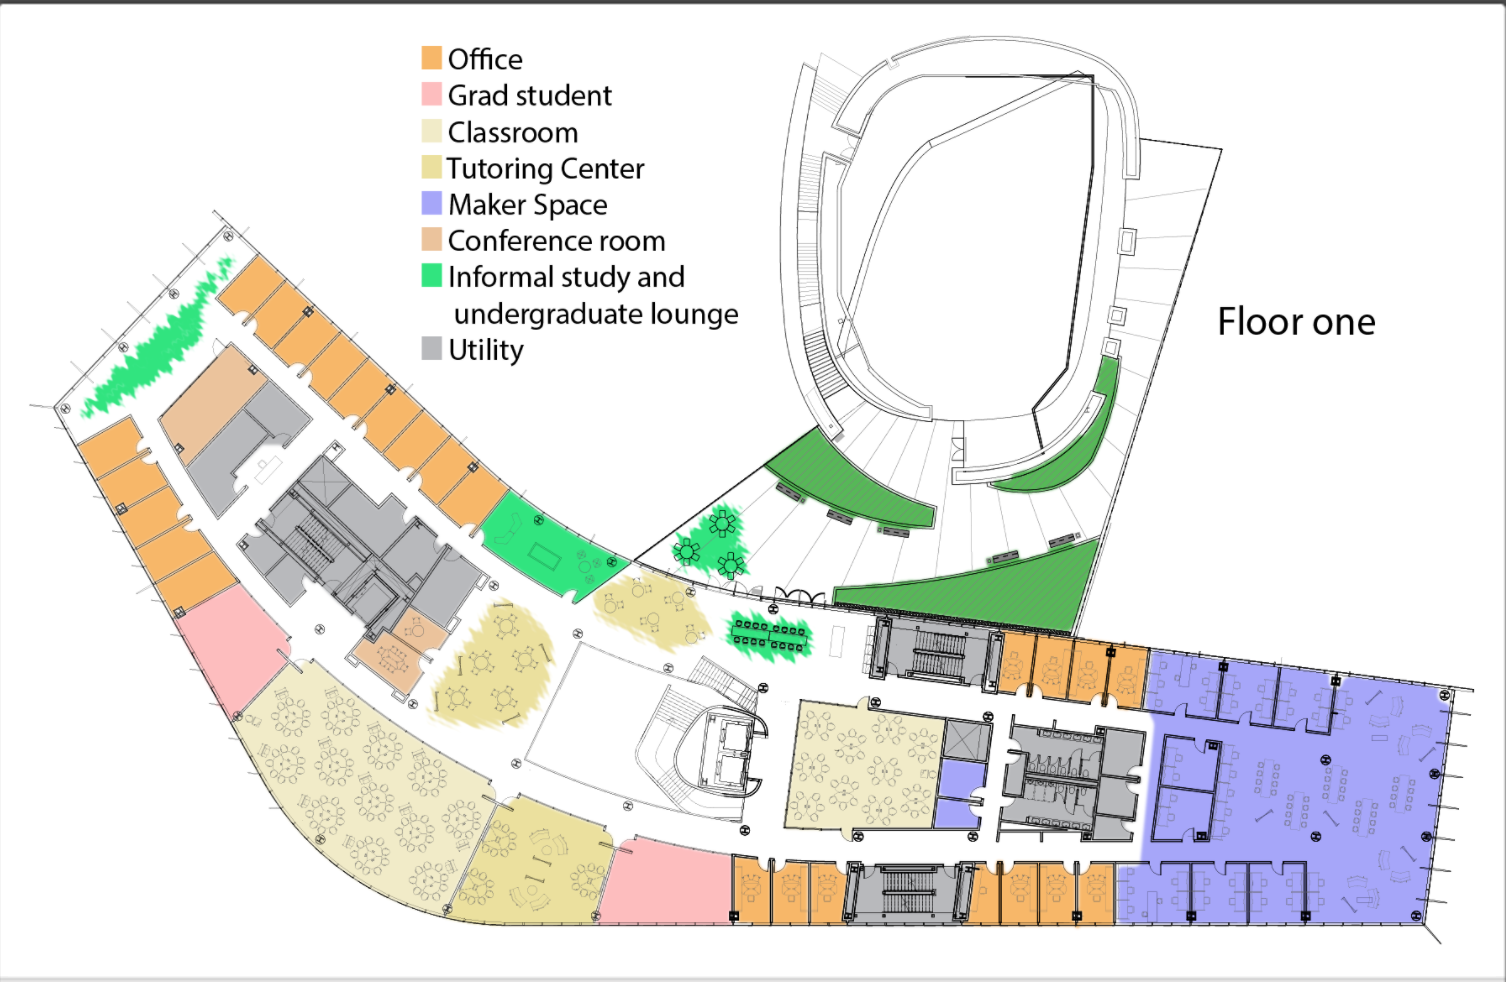 Office
Grad student
Classroom
Tutoring Center
Maker Space
Conference room
Informal study and
undergraduate lounge
Utility
Floor one